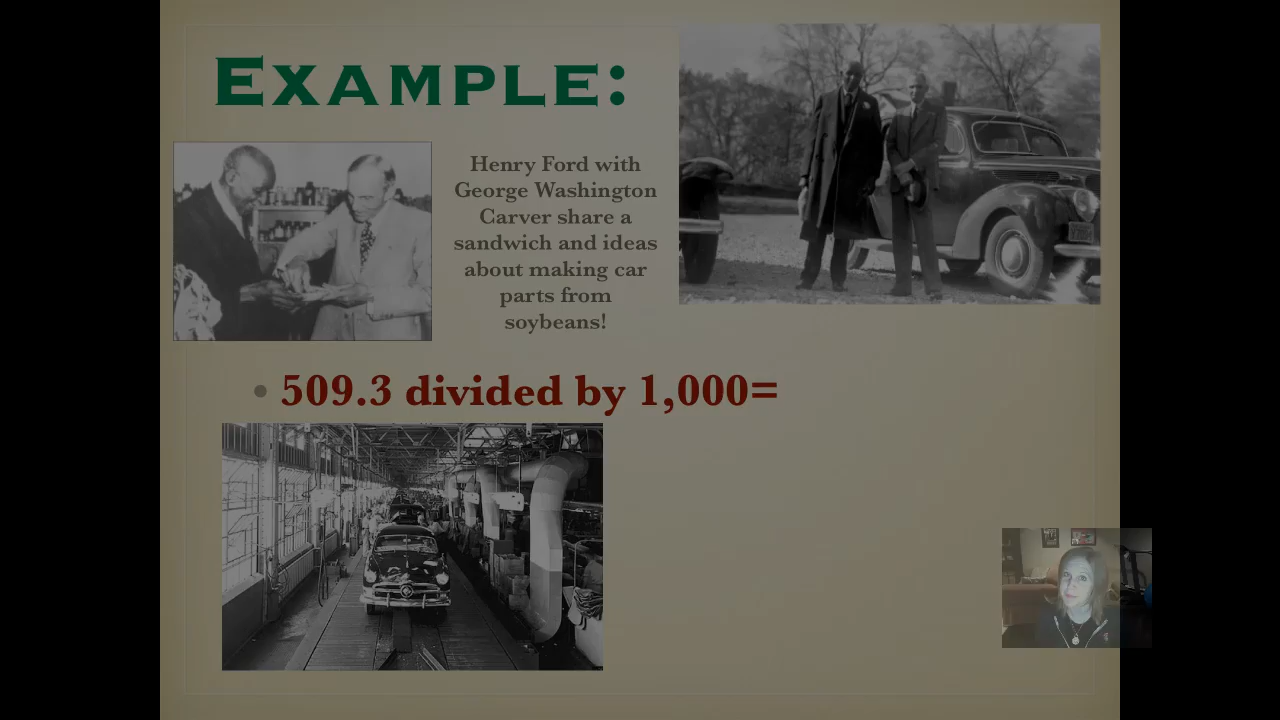 EXAMPLE:
Henry Ford with
George Washington
Carver share a
sandwich and ideas
about making car
parts from
soybeans!
• 509.3 divided by 1,000=